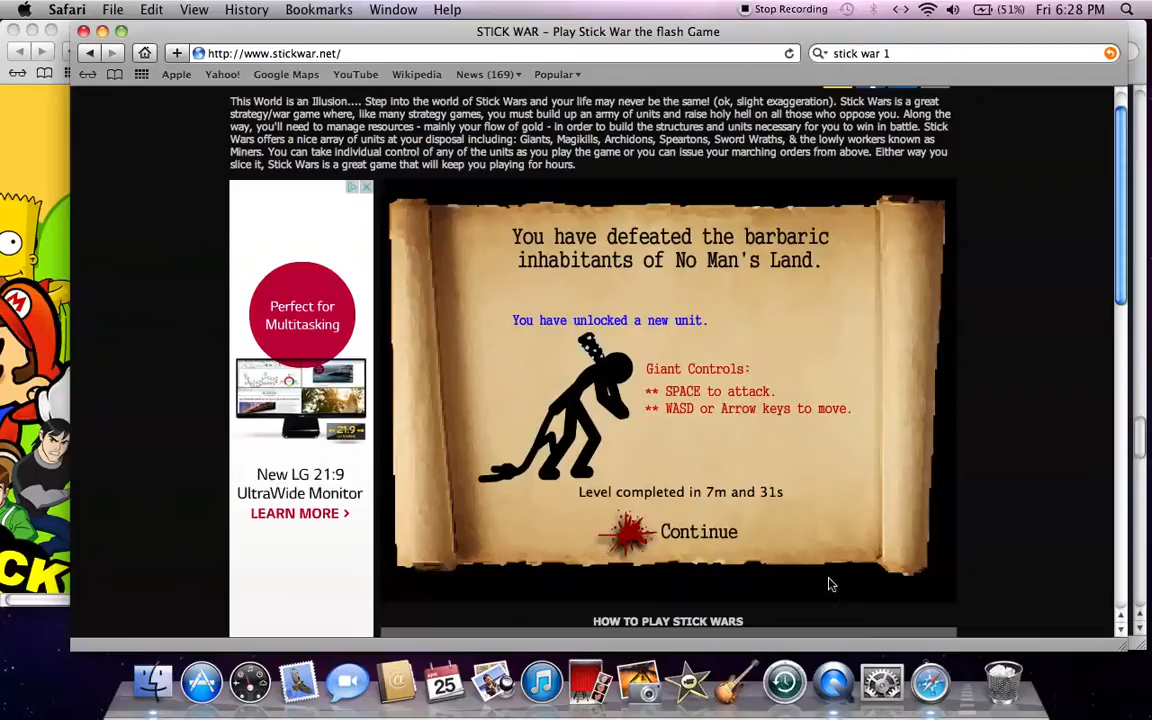 Safari File Edit View History Bookmarks Window Help Stop Recording (51%) Fri 6:28 PM
STICK WAR - Play Stick War the flash Game
http://www.stickwar.net/ stick war 1
Apple Yahoo! Google Maps YouTube Wikipedia News (169) Popular
This World is an Illusion.... Step into the world of Stick Wars and your life may never be the same! (ok, slight exaggeration). Stick Wars is a great
strategy/war game where, like many strategy games, you must build up an army of units and raise holy hell on all those who oppose you. Along the
way, you'll need to manage resources - mainly your flow of gold - in order to build the structures and units necessary for you to win in battle. Stick
Wars offers a nice array of units at your disposal including: Giants, Magikills, Archidons, Speartons, Sword Wraths, & the lowly workers known as
Miners. You can take individual control of any of the units as you play the game or you can issue your marching orders from above. Either way you
slice it, Stick Wars is a great game that will keep you playing for hours.
You have defeated the barbaric
inhabitants of No Man's Land.
You have unlocked a new unit.
Giant Controls:
** SPACE to attack.
** WASD or Arrow keys to move.
Level completed in 7m and 31s
Continue
Perfect for
Multitasking
21:9
New LG 21:9
UltraWide Monitor
LEARN MORE >
HOW TO PLAY STICK WARS
M
CK
25